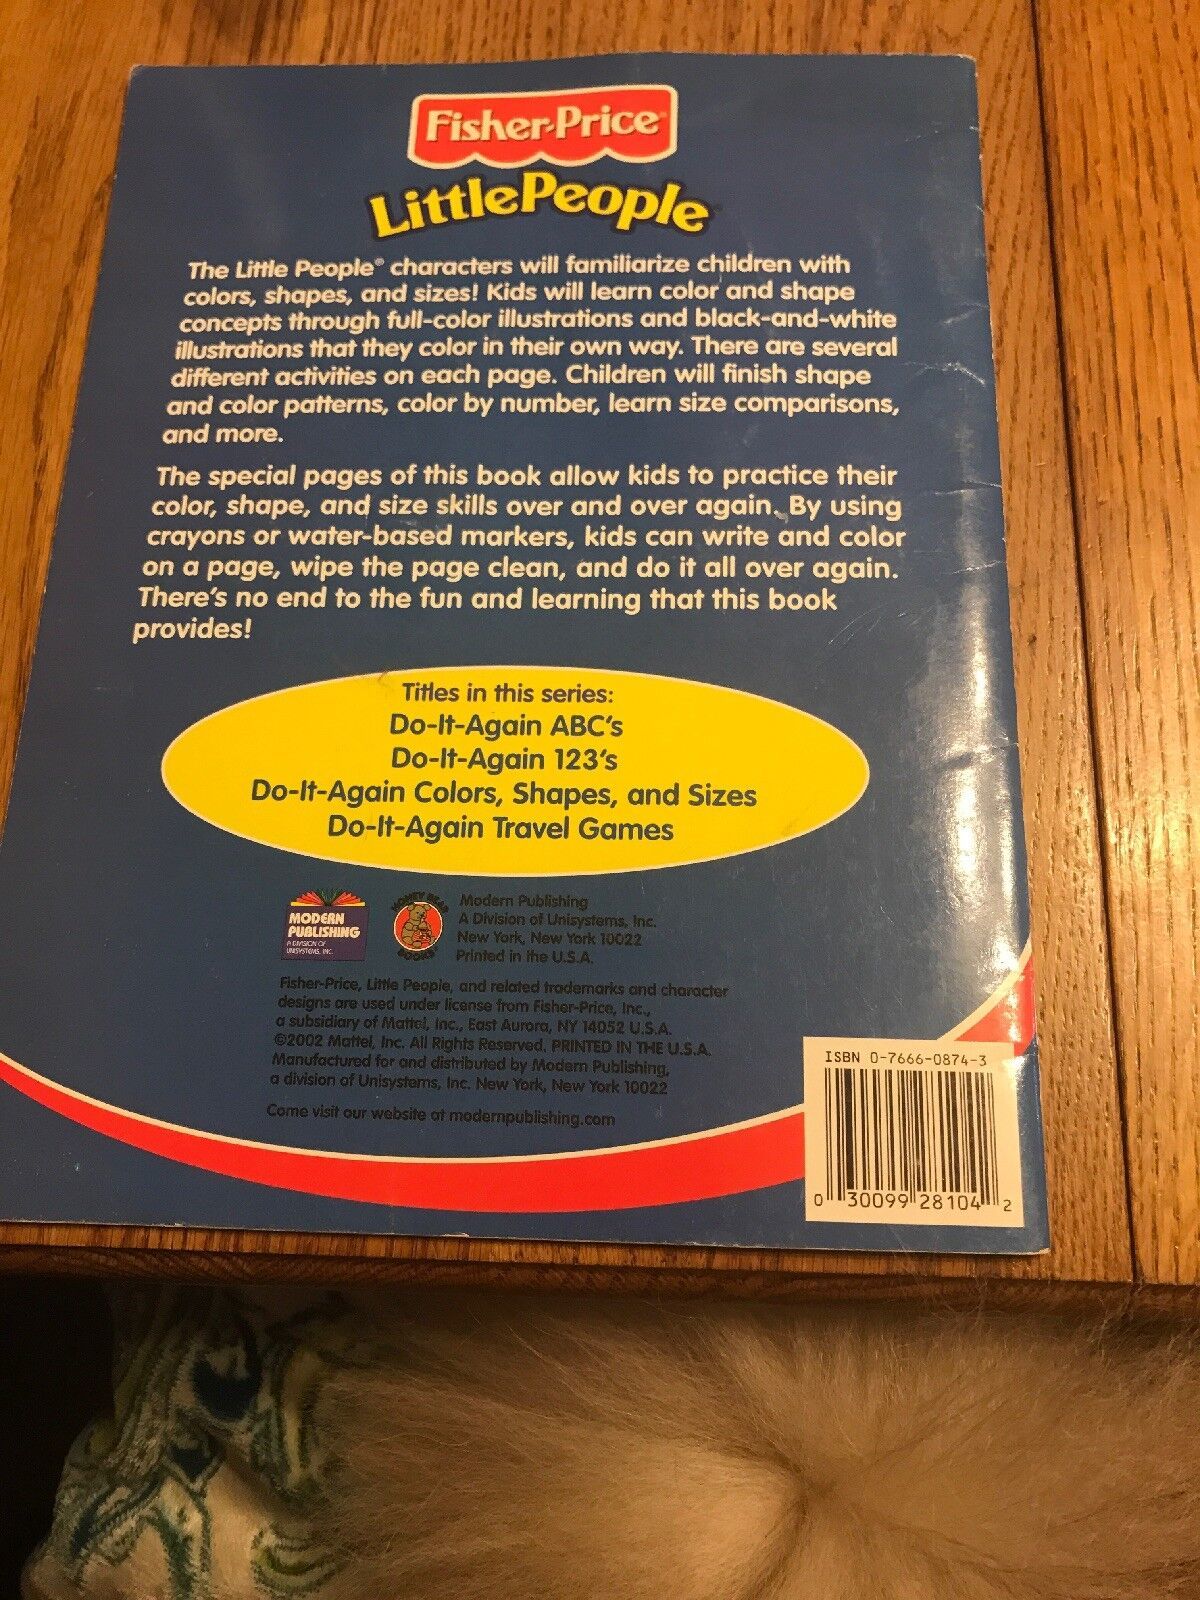 Fisher-Price
Little People
The Little People® characters will familiarize children with
colors, shapes, and sizes! Kids will learn color and shape
concepts through full-color illustrations and black-and-white
illustrations that they color in their own way. There are several
different activities on each page. Children will finish shape
and color patterns, color by number, learn size comparisons,
and more.
The special pages of this book allow kids to practice their
color, shape, and size skills over and over again. By using
crayons or water-based markers, kids can write and color
on a page, wipe the page clean, and do it all over again.
There's no end to the fun and learning that this book
provides!
Titles in this series:
Do-It-Again ABC's
Do-It-Again 123's
Do-It-Again Colors, Shapes, and Sizes
Do-It-Again Travel Games
MODERN
PUBLISHING
A DIVISION OF
UNISYSTEMS, INC.
HONEY BEAR
BOOKS
Modern Publishing
A Division of Unisystems, Inc.
New York, New York 10022
Printed in the U.S.A.
Fisher-Price, Little People, and related trademarks and character
designs are used under license from Fisher-Price, Inc.,
a subsidiary of Mattel, Inc., East Aurora, NY 14052 U.S.A.
©2002 Mattel, Inc. All Rights Reserved. PRINTED IN THE U.S.A.
Manufactured for and distributed by Modern Publishing,
a division of Unisystems, Inc. New York, New York 10022
Come visit our website at modernpublishing.com
ISBN 0-7666-0874-3
0 30099 28104 2